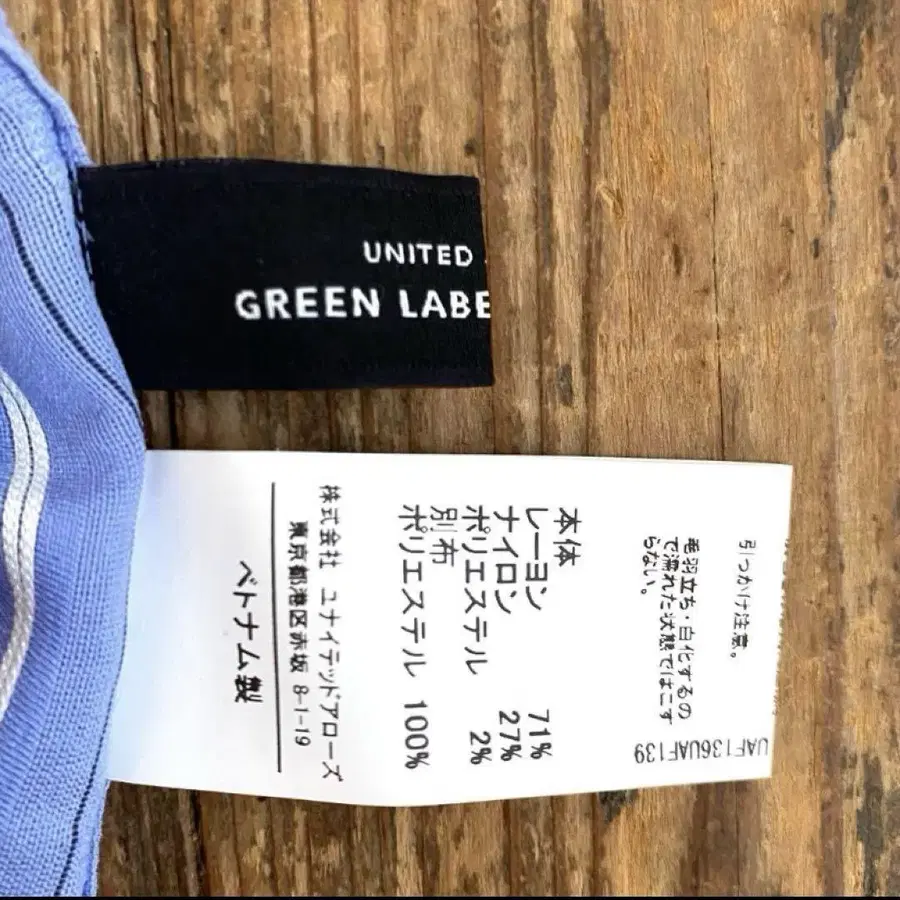 UNITED
GREEN LABE
引っかけ注意。
毛羽立ち・白化するの
で濡れた状態ではこす
らない。
UAF136UAF139
本体
レーヨン 71%
ナイロン 27%
ポリエステル 2%
別布
ポリエステル 100%
株式会社 ユナイテッドアローズ
東京都港区赤坂 8-1-19
ベトナム製